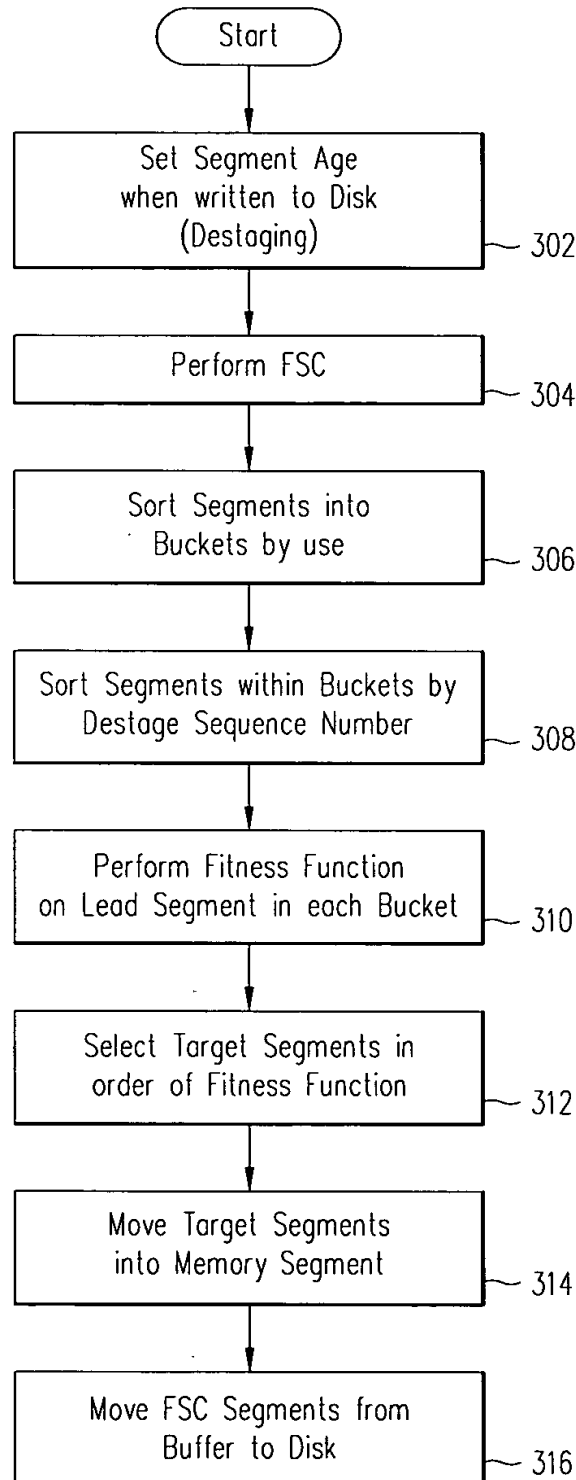 Start
Set Segment Age
when written to Disk
(Destaging)
302
Perform FSC
304
Sort Segments into
Buckets by use
306
Sort Segments within Buckets by
Destage Sequence Number
308
Perform Fitness Function
on Lead Segment in each Bucket
310
Select Target Segments in
order of Fitness Function
312
Move Target Segments
into Memory Segment
314
Move FSC Segments from
Buffer to Disk
316